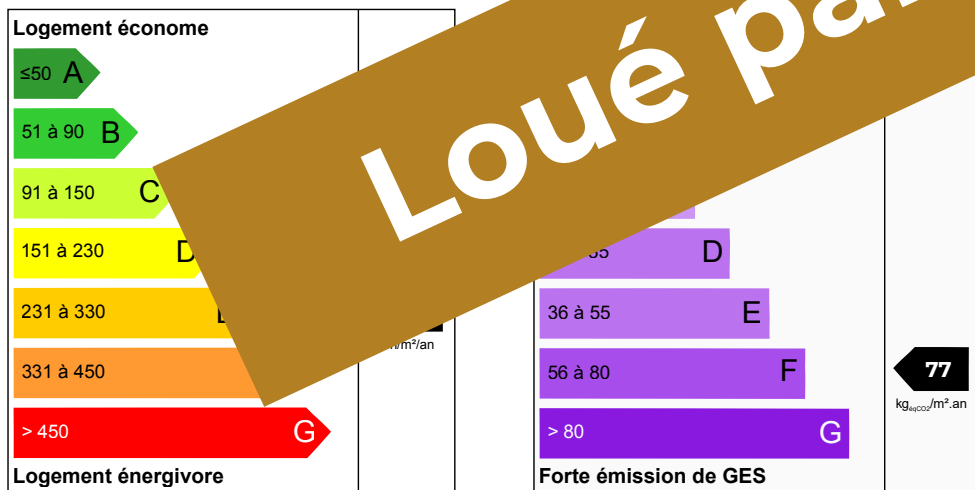 Logement économe
≤50 A
51 à 90 B
91 à 150 C
151 à 230 D
231 à 330
331 à 450
> 450 G
Logement énergivore
/m²/an
Loué
D
36 à 55 E
56 à 80 F
> 80 G
Forte émission de GES
77
kgéqCO2/m².an